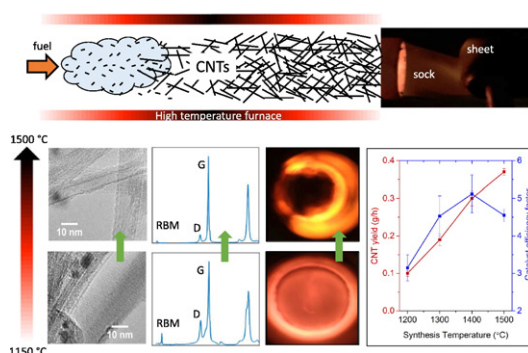 fuel
CNTs
sheet
sock
High temperature furnace
1500 °C
1150 °C
10 nm
10 nm
G
D
RBM
G
D
RBM
CNT yield (g/h)
0.4
0.3
0.2
0.1
0.0
6
5
4
3
2
1200 1300 1400 1500
Synthesis Temperature (°C)